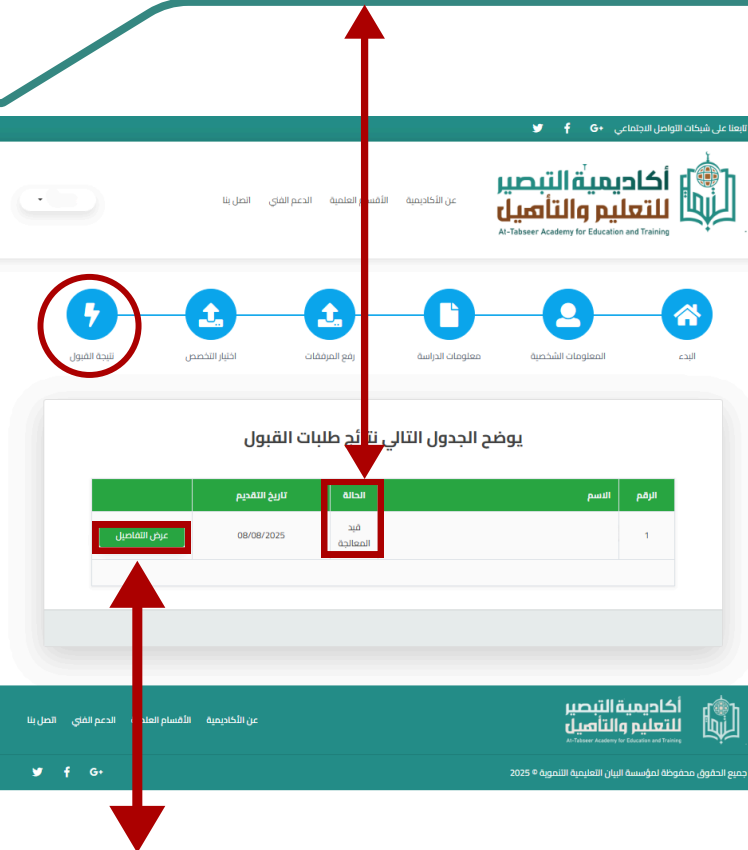 تابعنا على شبكات التواصل الاجتماعي
أكاديمية التبصير
للتعليم والتأهيل
At-Tabseer Academy for Education and Training
عن الأكاديمية الأقسام العلمية الدعم الفني اتصل بنا
البدء المعلومات الشخصية معلومات الدراسة رفع المرفقات اختيار التخصص نتيجة القبول
يوضح الجدول التالي نتائج طلبات القبول
الرقم الاسم الحالة تاريخ التقديم
1 قيد المعالجة 08/08/2025 عرض التفاصيل
أكاديمية التبصير
للتعليم والتأهيل
At-Tabseer Academy for Education and Training
عن الأكاديمية الأقسام العلمية الدعم الفني اتصل بنا
جميع الحقوق محفوظة لمؤسسة البيان التعليمية التنموية © 2025